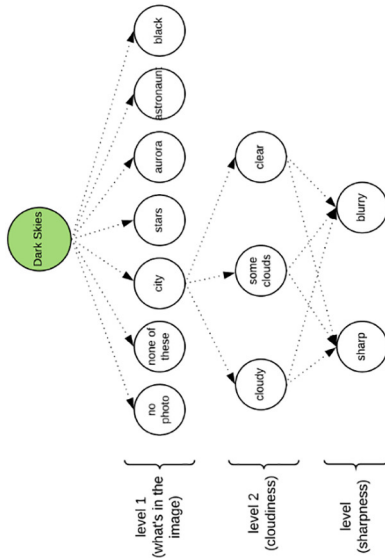 Dark Skies
level 1
(what's in the
image)
no
photo
none of
these
city
stars
aurora
astronaunt
black
level 2
(cloudiness)
cloudy
some
clouds
clear
level
(sharpness)
sharp
blurry